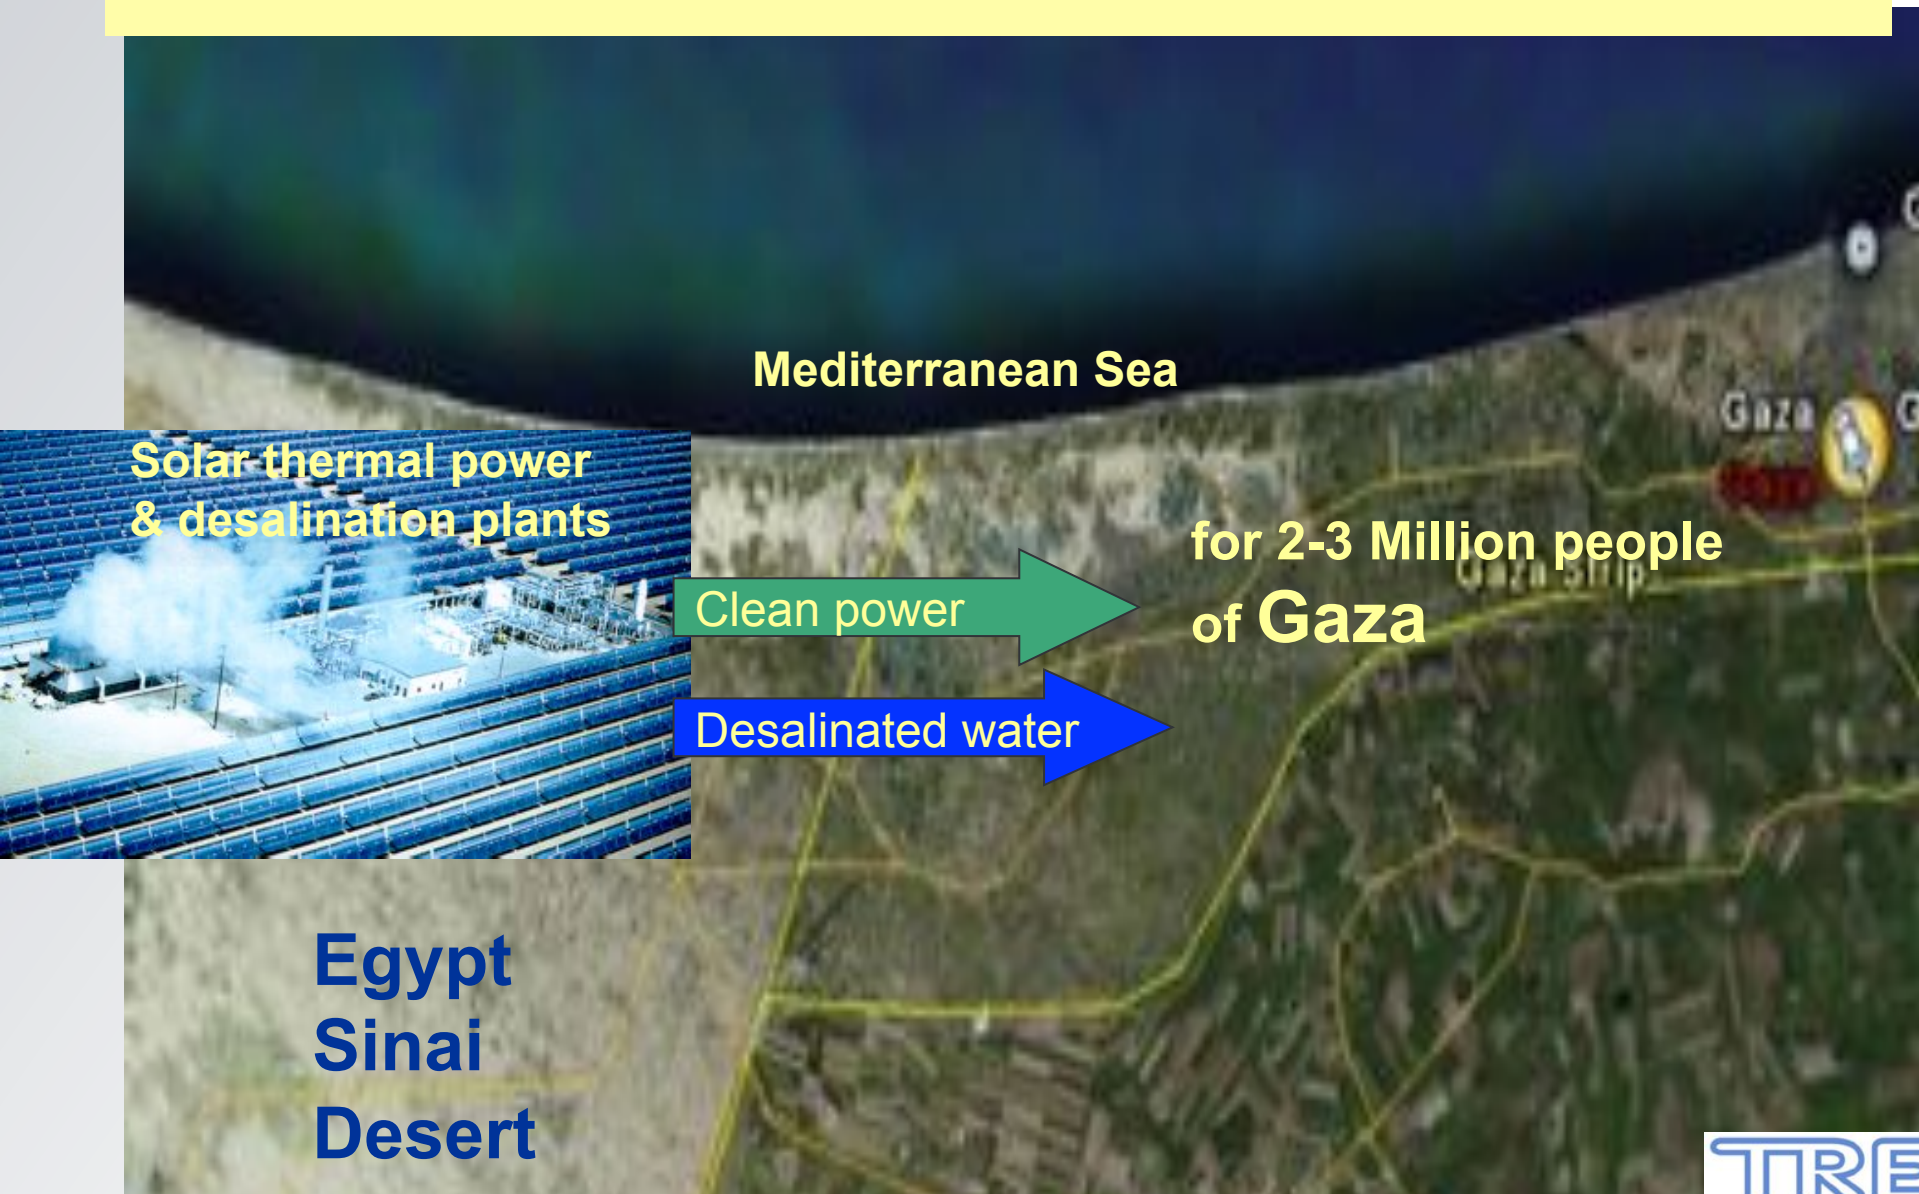 Mediterranean Sea
Gaza
Solar thermal power
& desalination plants
for 2-3 Million people
Gaza Strip
of Gaza
Clean power
Desalinated water
Egypt
Sinai
Desert
TRE